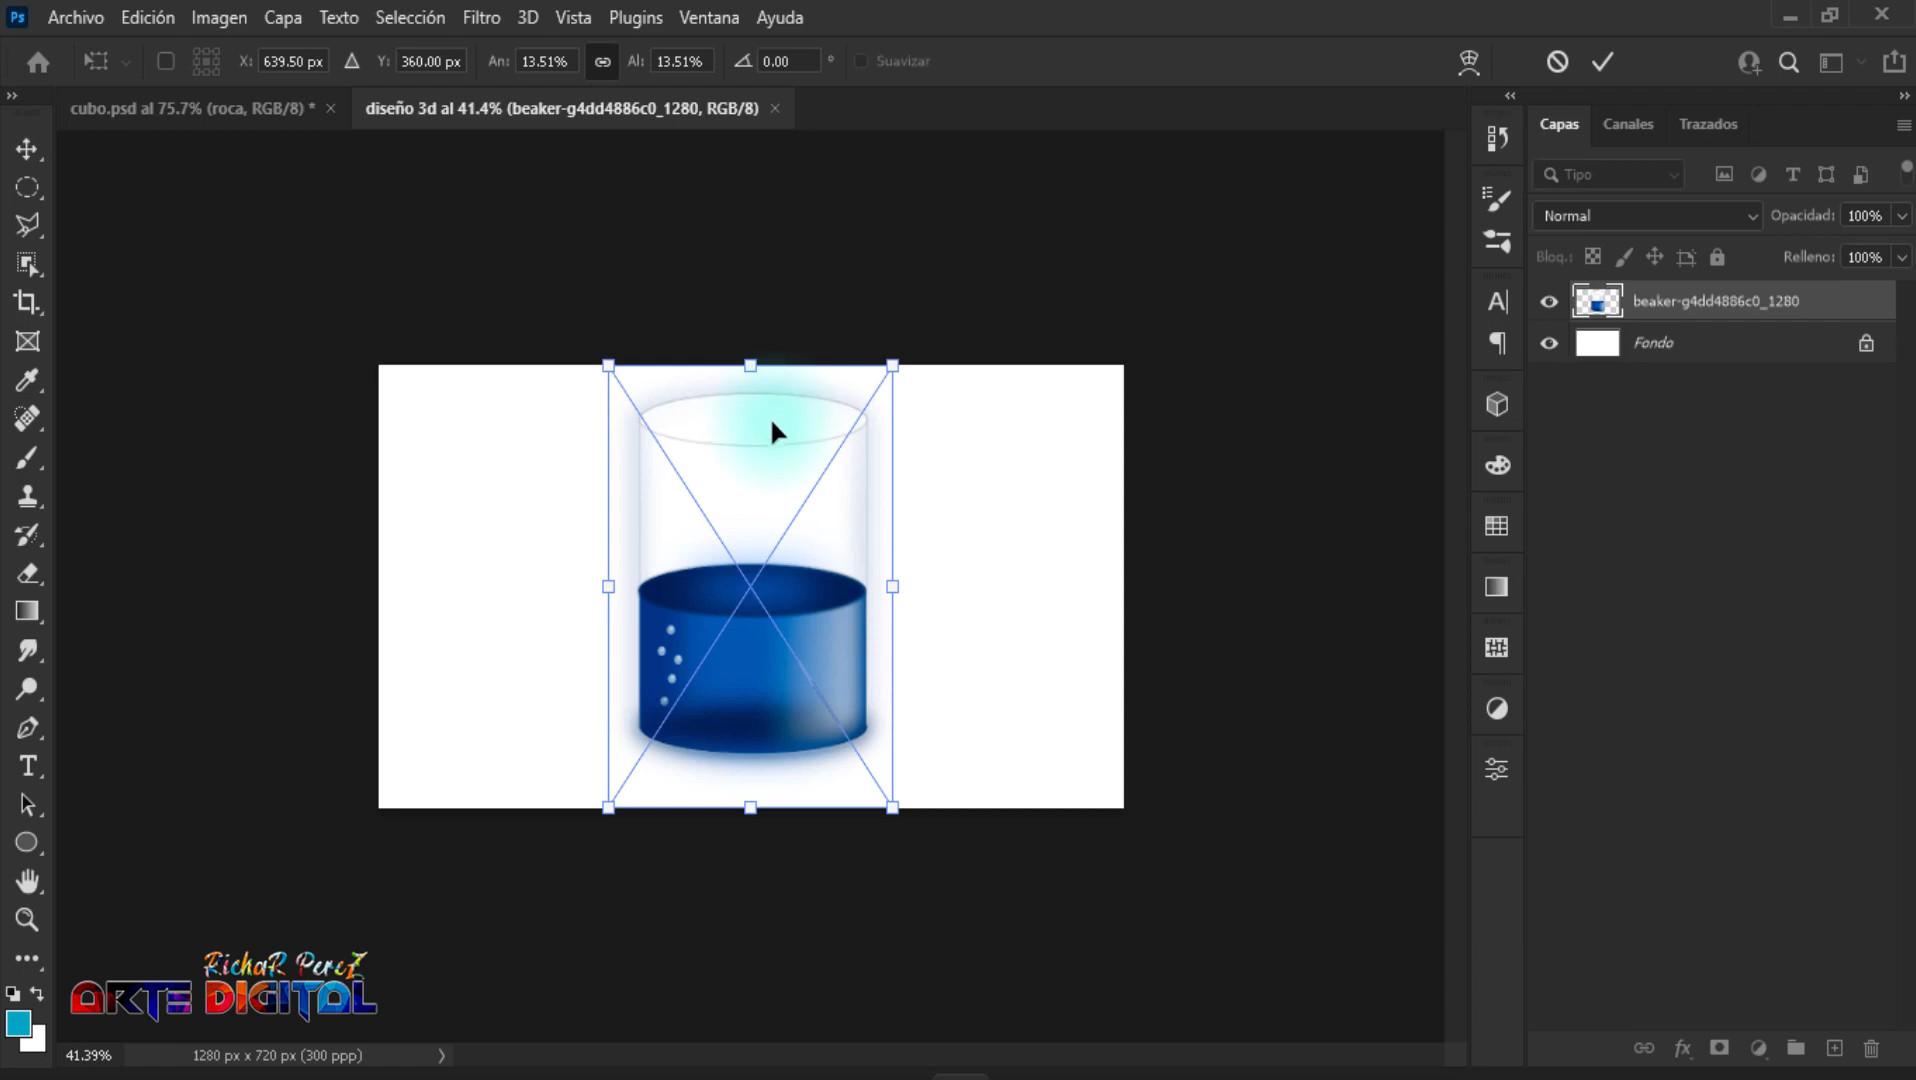 Ps Archivo Edición Imagen Capa Texto Selección Filtro 3D Vista Plugins Ventana Ayuda
X: 639.50 px Y: 360.00 px An: 13.51% Al: 13.51% 0.00 ° Suavizar
cubo.psd al 75.7% (roca, RGB/8) * × diseño 3d al 41.4% (beaker-g4dd4886c0_1280, RGB/8) ×
Capas Canales Trazados
Tipo
Normal Opacidad: 100%
Bloq.: Relleno: 100%
beaker-g4dd4886c0_1280
Fondo
RichaR PereZ
ARTE DIGITAL
41.39% 1280 px x 720 px (300 ppp)